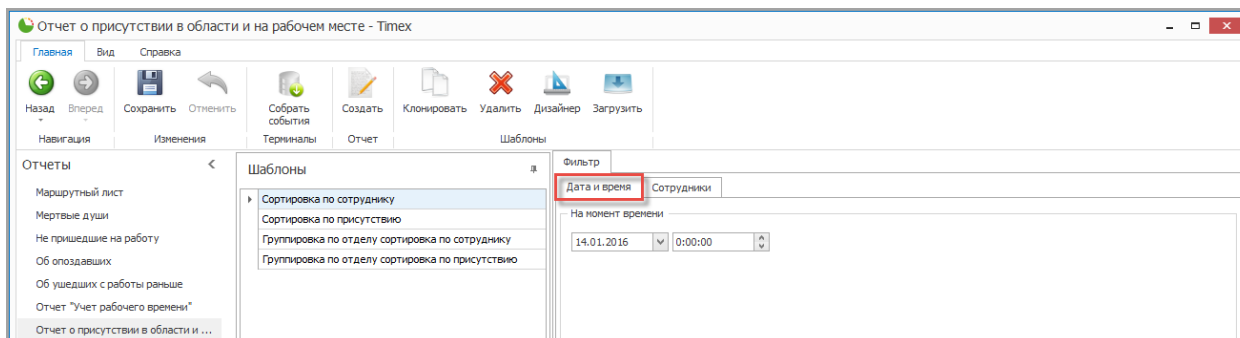 Отчет о присутствии в области и на рабочем месте - Timex
Главная Вид Справка
Назад Вперед Сохранить Отменить Собрать события Создать Клонировать Удалить Дизайнер Загрузить
Навигация Изменения Терминалы Отчет Шаблоны
Отчеты
Маршрутный лист
Мертвые души
Не пришедшие на работу
Об опоздавших
Об ушедших с работы раньше
Отчет "Учет рабочего времени"
Отчет о присутствии в области и ...
Шаблоны
Сортировка по сотруднику
Сортировка по присутствию
Группировка по отделу сортировка по сотруднику
Группировка по отделу сортировка по присутствию
Фильтр
Дата и время Сотрудники
На момент времени
14.01.2016 0:00:00